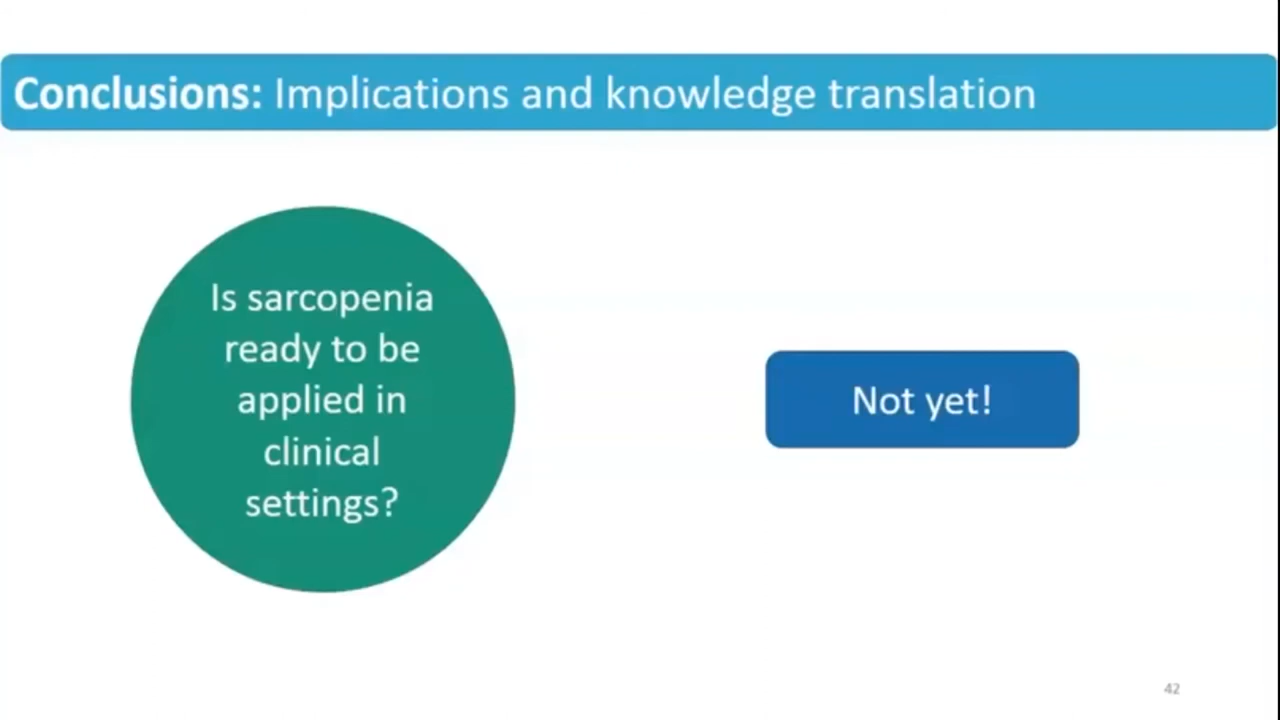 Conclusions: Implications and knowledge translation
Is sarcopenia
ready to be
applied in
clinical
settings?
Not yet!
42